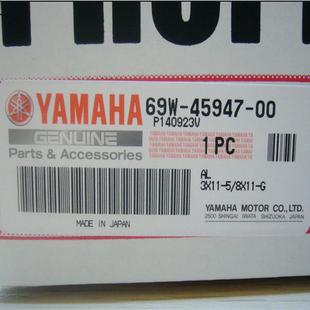 YAMAHA
GENUINE
Parts & Accessories
69W-45947-00
P140923V
1 PC
AL
3X11-5/8X11-G
MADE IN JAPAN
YAMAHA MOTOR CO.,LTD.
2500 SHINGAI IWATA SHIZUOKA JAPAN